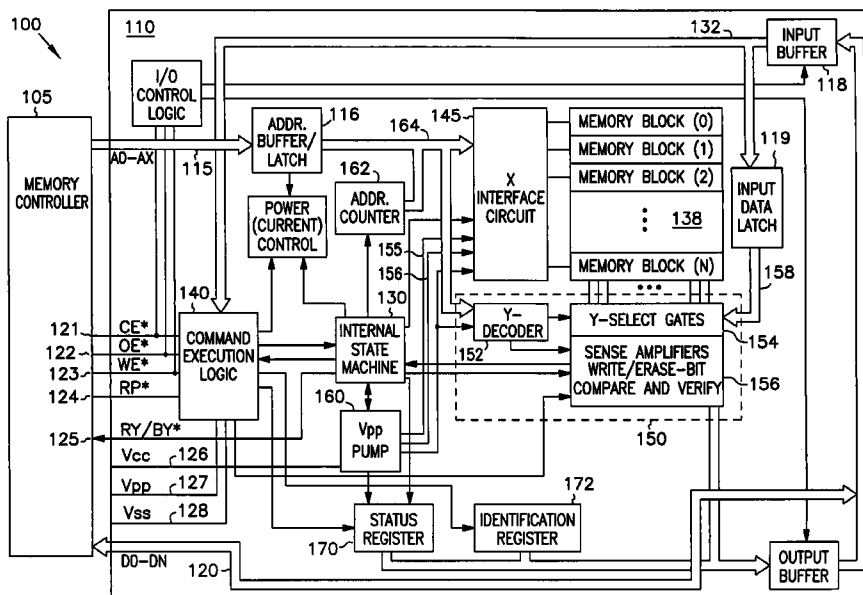 100
110
132
INPUT
BUFFER
118
I/O
CONTROL
LOGIC
105
116
164
145
MEMORY BLOCK (0)
MEMORY BLOCK (1)
MEMORY BLOCK (2)
138
MEMORY BLOCK (N)
119
ADDR.
BUFFER/
LATCH
A0-AX
115
162
X
INTERFACE
CIRCUIT
INPUT
DATA
LATCH
MEMORY
CONTROLLER
ADDR.
COUNTER
POWER
(CURRENT)
CONTROL
155
156
158
140
130
121
CE*
122
OE*
123
WE*
124
RP*
125
RY/BY*
COMMAND
EXECUTION
LOGIC
INTERNAL
STATE
MACHINE
Y-
DECODER
152
Y-SELECT GATES
154
SENSE AMPLIFIERS
WRITE/ERASE-BIT
COMPARE AND VERIFY
156
150
160
Vpp
PUMP
Vcc
126
Vpp
127
Vss
128
172
STATUS
REGISTER
170
IDENTIFICATION
REGISTER
D0-DN
120
OUTPUT
BUFFER